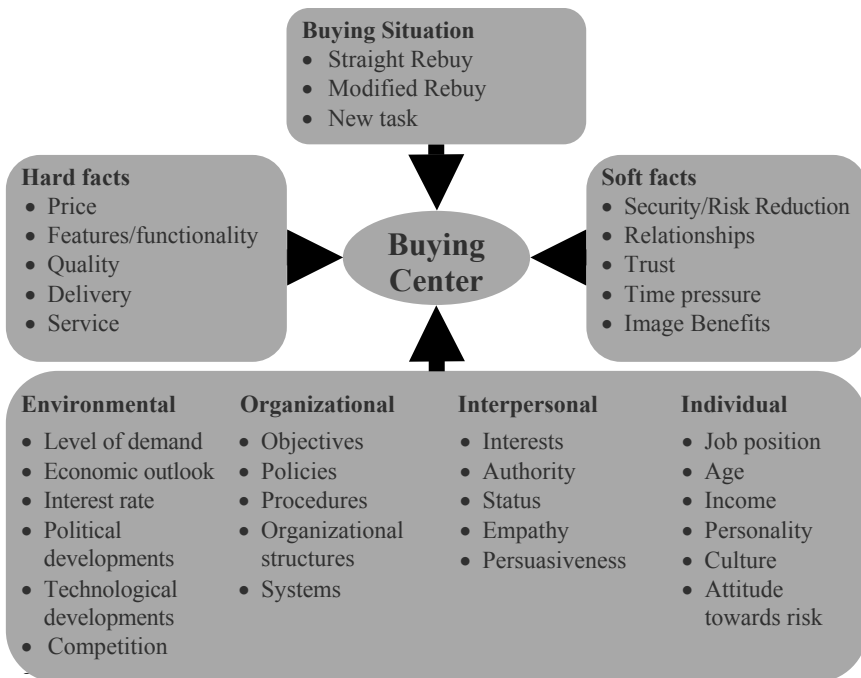 Buying Situation
• Straight Rebuy
• Modified Rebuy
• New task
Hard facts
• Price
• Features/functionality
• Quality
• Delivery
• Service
Buying
Center
Soft facts
• Security/Risk Reduction
• Relationships
• Trust
• Time pressure
• Image Benefits
Environmental
• Level of demand
• Economic outlook
• Interest rate
• Political
developments
• Technological
developments
• Competition
Organizational
• Objectives
• Policies
• Procedures
• Organizational
structures
• Systems
Interpersonal
• Interests
• Authority
• Status
• Empathy
• Persuasiveness
Individual
• Job position
• Age
• Income
• Personality
• Culture
• Attitude
towards risk